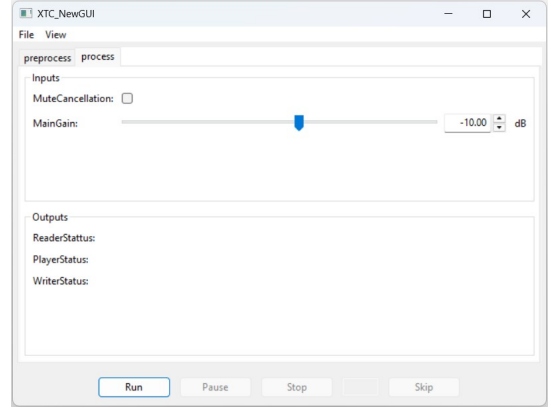 XTC_NewGUI
File View
preprocess process
Inputs
MuteCancellation:
MainGain: -10.00 dB
Outputs
ReaderStattus:
PlayerStatus:
WriterStatus:
Run Pause Stop Skip